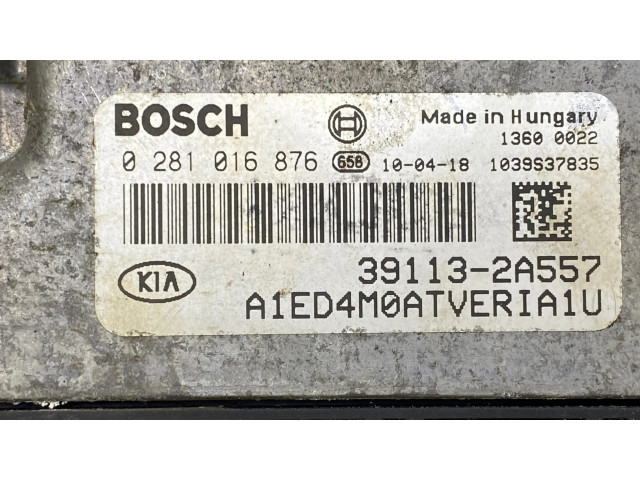 BOSCH
Made in Hungary
1360 0022
0 281 016 876 658 10-04-18 1039S37835
KIA
39113-2A557
A1ED4M0ATVERIA1U